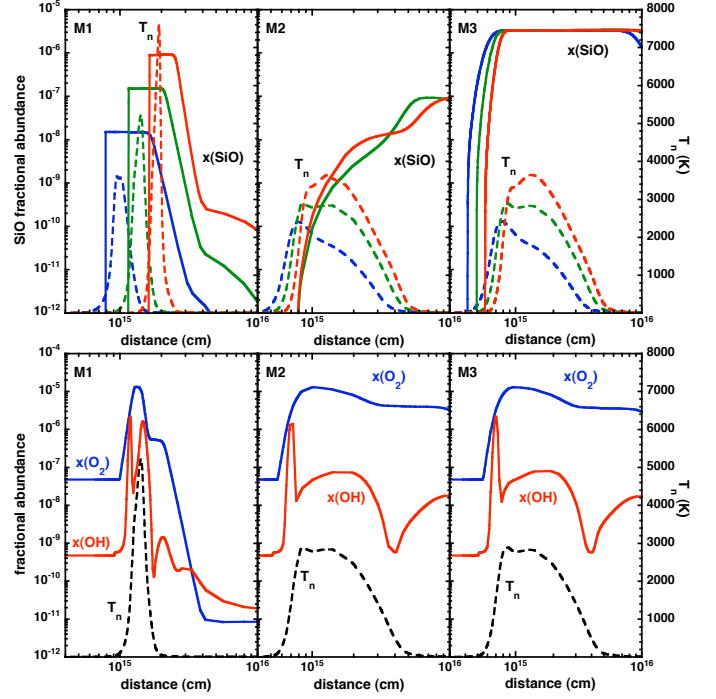 M1 M2 M3
T_n
x(SiO)
T_n
x(SiO)
T_n
x(SiO)
SiO fractional abundance
10^-5
10^-6
10^-7
10^-8
10^-9
10^-10
10^-11
10^-12
8000
7000
6000
5000
4000
3000
2000
1000
0
T_n (K)
10^15 10^16 10^15 10^16 10^15 10^16
distance (cm) distance (cm) distance (cm)
M1 M2 M3
x(O_2)
x(OH)
T_n
x(O_2)
x(OH)
T_n
x(O_2)
x(OH)
T_n
fractional abundance
10^-4
10^-5
10^-6
10^-7
10^-8
10^-9
10^-10
10^-11
10^-12
8000
7000
6000
5000
4000
3000
2000
1000
0
T_n (K)
10^15 10^16 10^15 10^16 10^15 10^16
distance (cm) distance (cm) distance (cm)